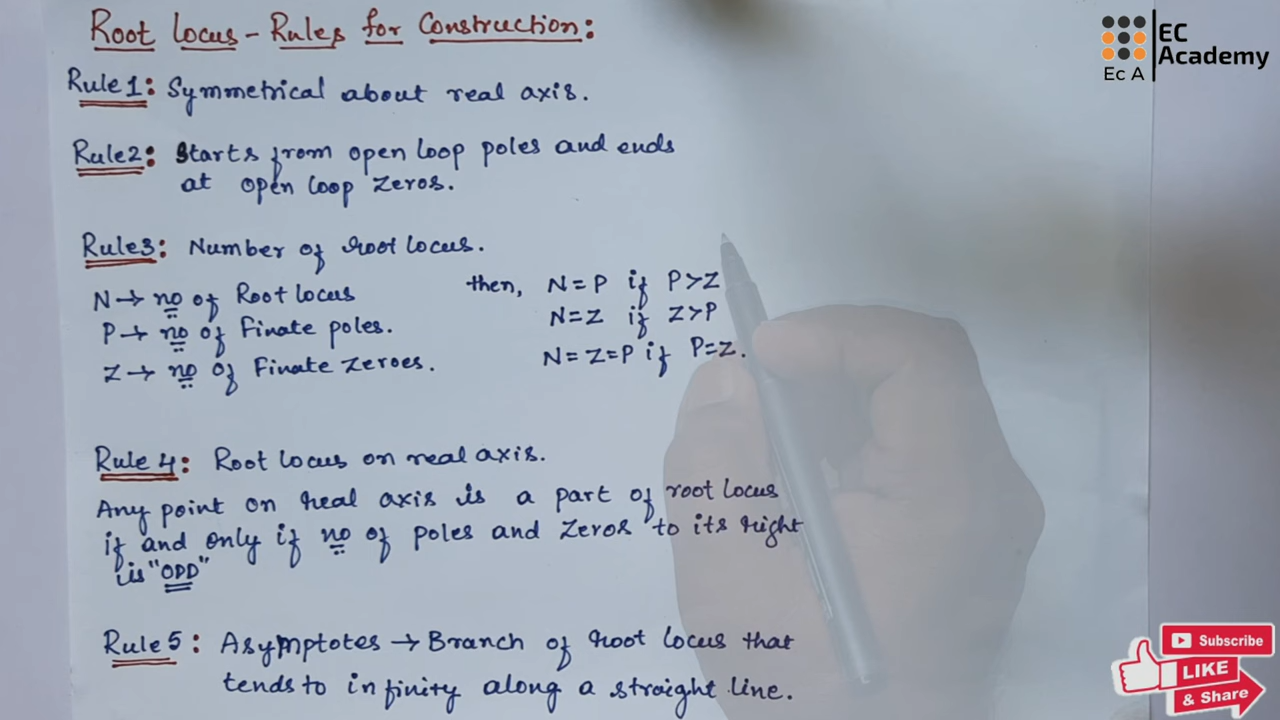 Root Locus - Rules for Construction:
EC Academy
Ec A
Rule 1: Symmetrical about real axis.
Rule 2: Starts from open loop poles and ends
at open loop zeros.
Rule 3: Number of root locus.
N → no of Root locus
P → no of Finate poles.
Z → no of Finate zeroes.
then, N = P if P > Z
N = Z if Z > P
N = Z = P if P = Z.
Rule 4: Root locus on real axis.
Any point on real axis is a part of root locus
if and only if no of poles and zeros to its right
is "ODD"
Rule 5: Asymptotes → Branch of root locus that
tends to infinity along a straight line.
Subscribe
LIKE
& Share